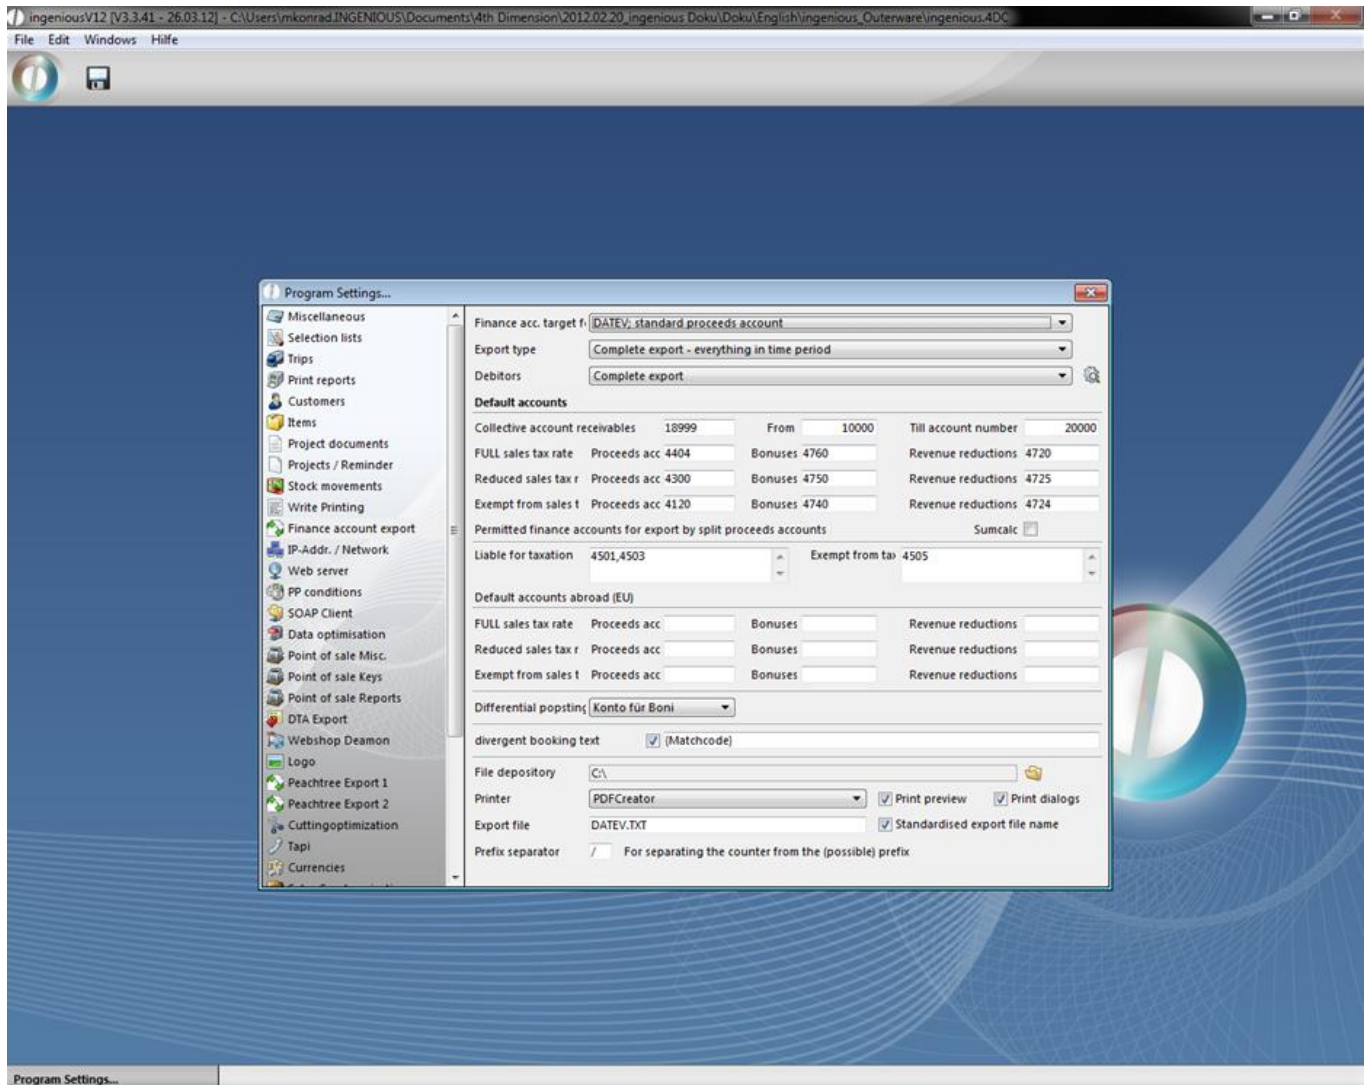 ingeniousV12 [V3.3.41 - 26.03.12] - C:\Users\mkonrad.INGENIOUS\Documents\4th Dimension\2012.02.20_ingenious Doku\Doku\English\ingenious_Outerware\ingenious.4DC
File Edit Windows Hilfe
Program Settings...
Miscellaneous
Selection lists
Trips
Print reports
Customers
Items
Project documents
Projects / Reminder
Stock movements
Write Printing
Finance account export
IP-Addr. / Network
Web server
PP conditions
SOAP Client
Data optimisation
Point of sale Misc.
Point of sale Keys
Point of sale Reports
DTA Export
Webshop Deamon
Logo
Peachtree Export 1
Peachtree Export 2
Cuttingoptimization
Tapi
Currencies
Finance acc. target f DATEV; standard proceeds account
Export type Complete export - everything in time period
Debitors Complete export
Default accounts
Collective account receivables 18999 From 10000 Till account number 20000
FULL sales tax rate Proceeds acc 4404 Bonuses 4760 Revenue reductions 4720
Reduced sales tax r Proceeds acc 4300 Bonuses 4750 Revenue reductions 4725
Exempt from sales t Proceeds acc 4120 Bonuses 4740 Revenue reductions 4724
Permitted finance accounts for export by split proceeds accounts Sumcalc
Liable for taxation 4501,4503 Exempt from tax 4505
Default accounts abroad (EU)
FULL sales tax rate Proceeds acc Bonuses Revenue reductions
Reduced sales tax r Proceeds acc Bonuses Revenue reductions
Exempt from sales t Proceeds acc Bonuses Revenue reductions
Differential popsting Konto für Boni
divergent booking text {Matchcode}
File depository C:\
Printer PDFCreator Print preview Print dialogs
Export file DATEV.TXT Standardised export file name
Prefix separator / For separating the counter from the (possible) prefix
Program Settings...